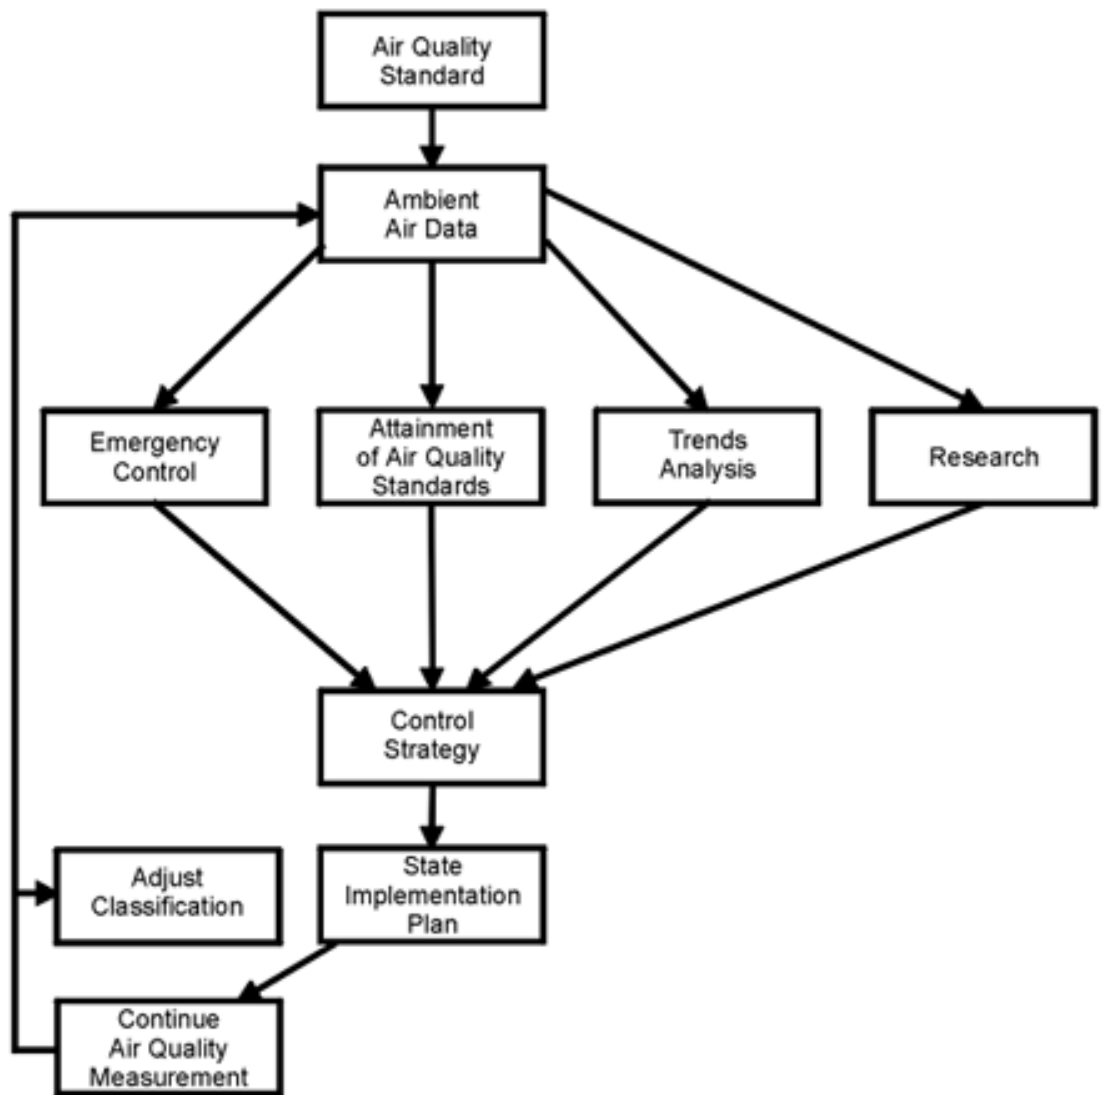 Air Quality
Standard
Ambient
Air Data
Emergency
Control
Attainment
of Air Quality
Standards
Trends
Analysis
Research
Control
Strategy
Adjust
Classification
State
Implementation
Plan
Continue
Air Quality
Measurement